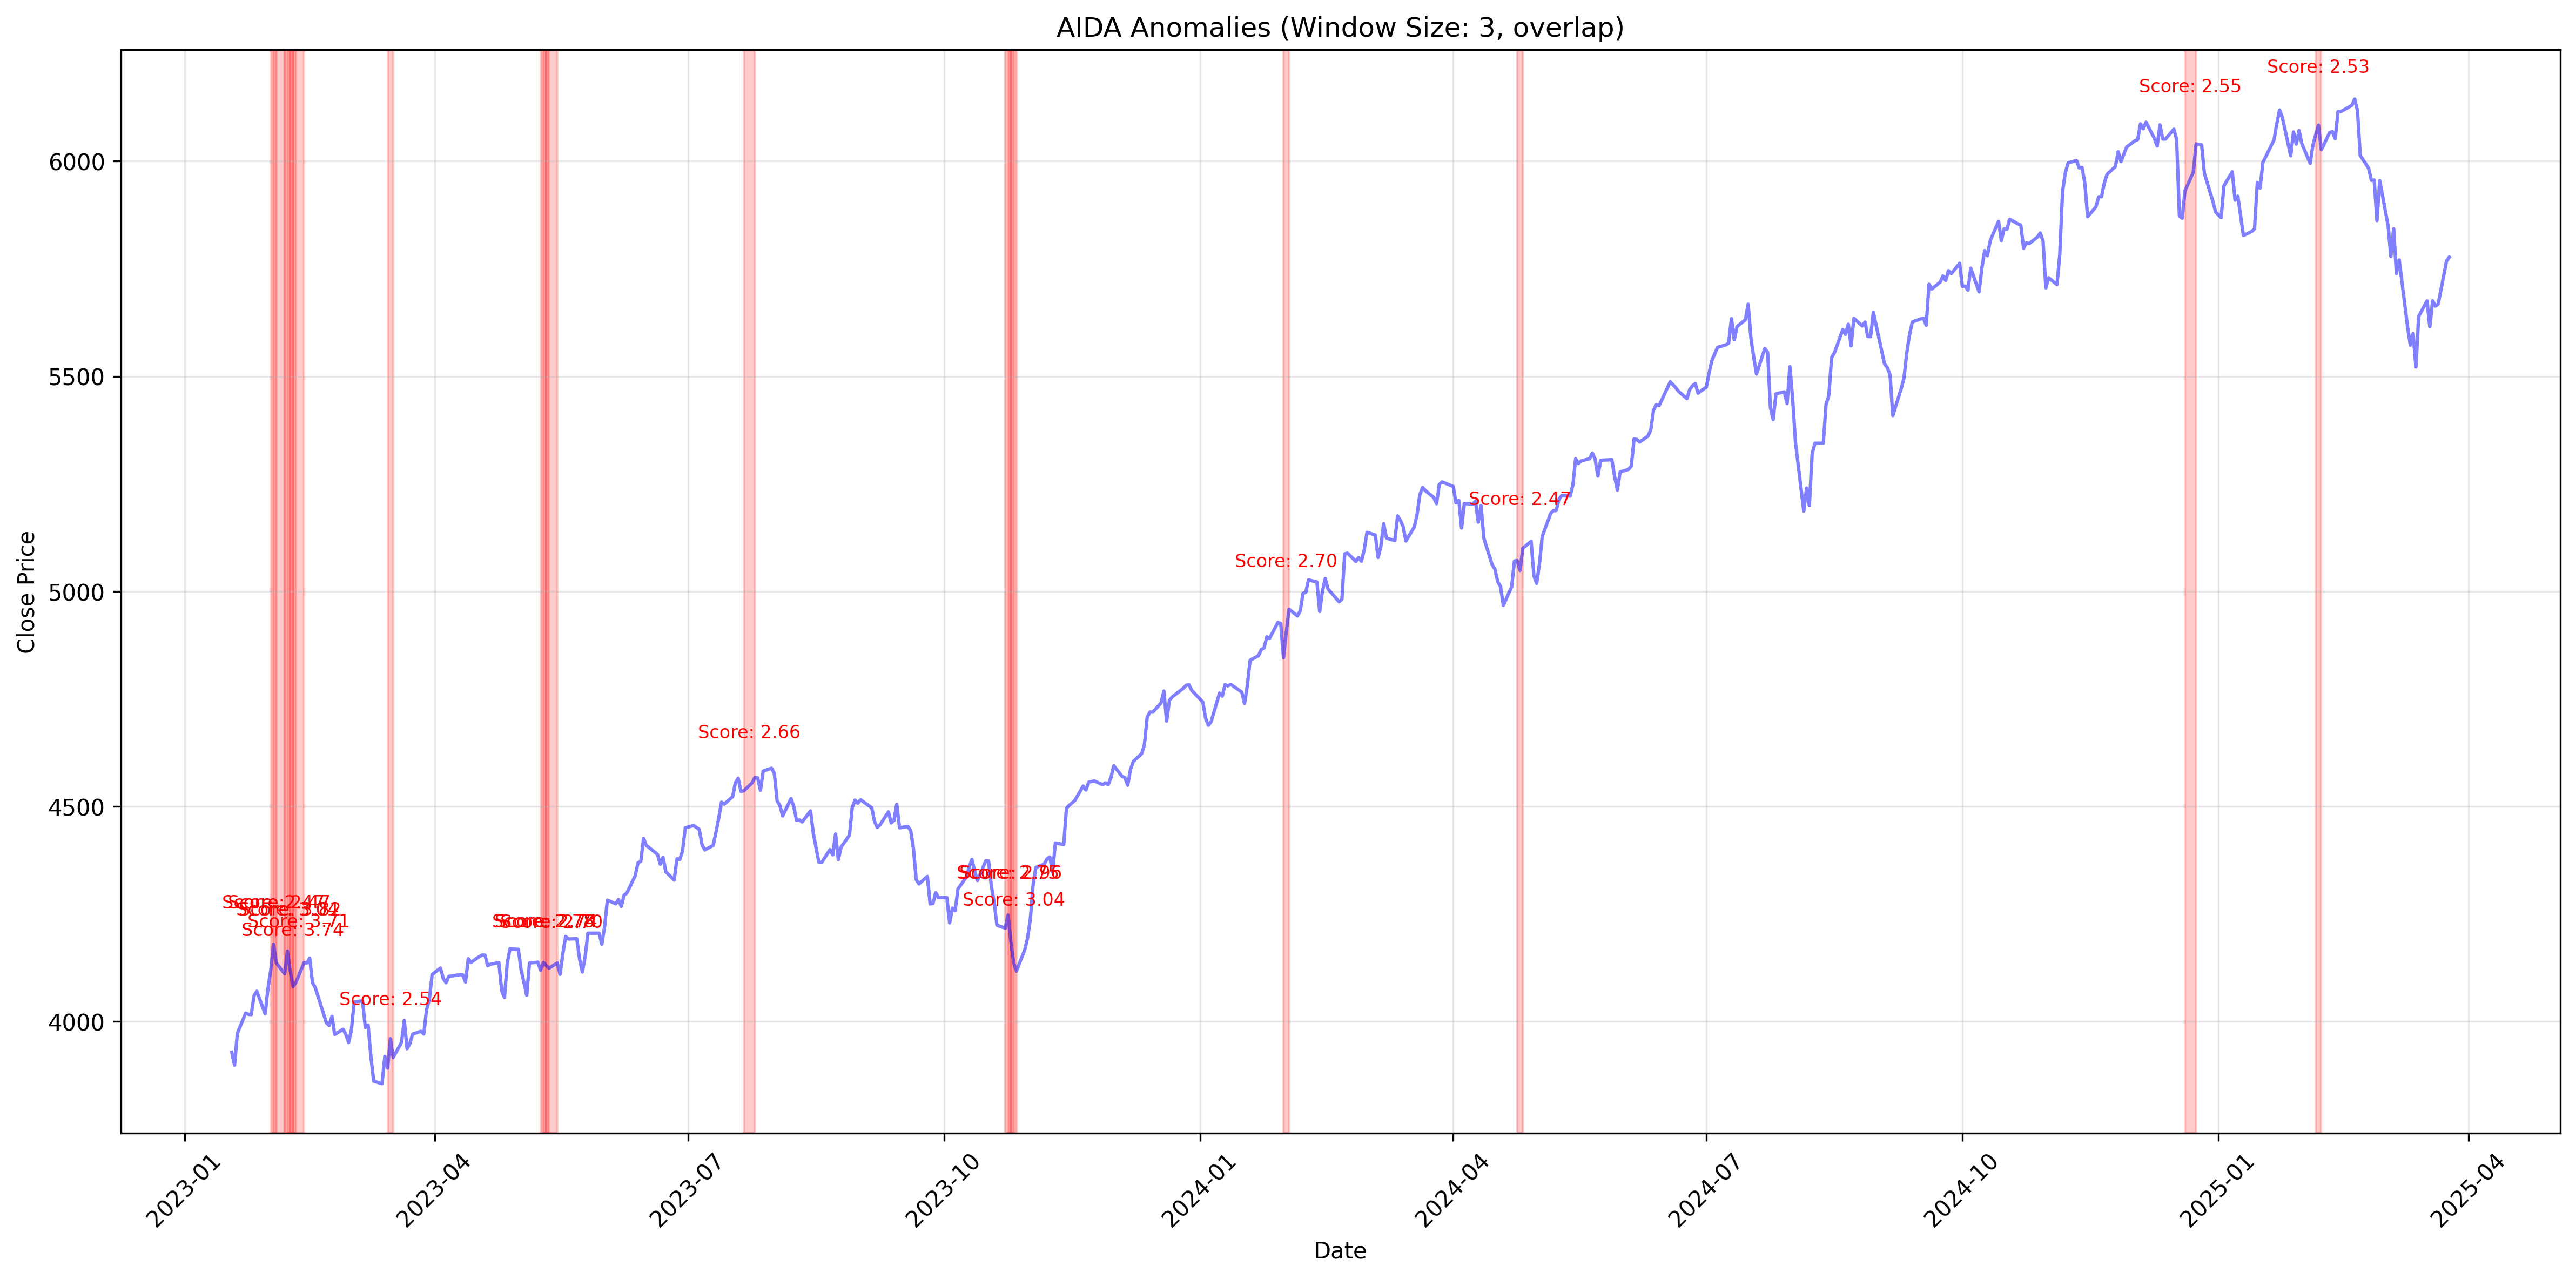 AIDA Anomalies (Window Size: 3, overlap)
Score: 2.53
Score: 2.55
6000
5500
Score: 2.47
Score: 2.70
5000
Score: 2.66
4500
Score: 3.04
Score: 3.71
Score: 3.74
Score: 2.54
4000
Close Price
2023-01
2023-04
2023-07
2023-10
2024-01
2024-04
2024-07
2024-10
2025-01
2025-04
Date